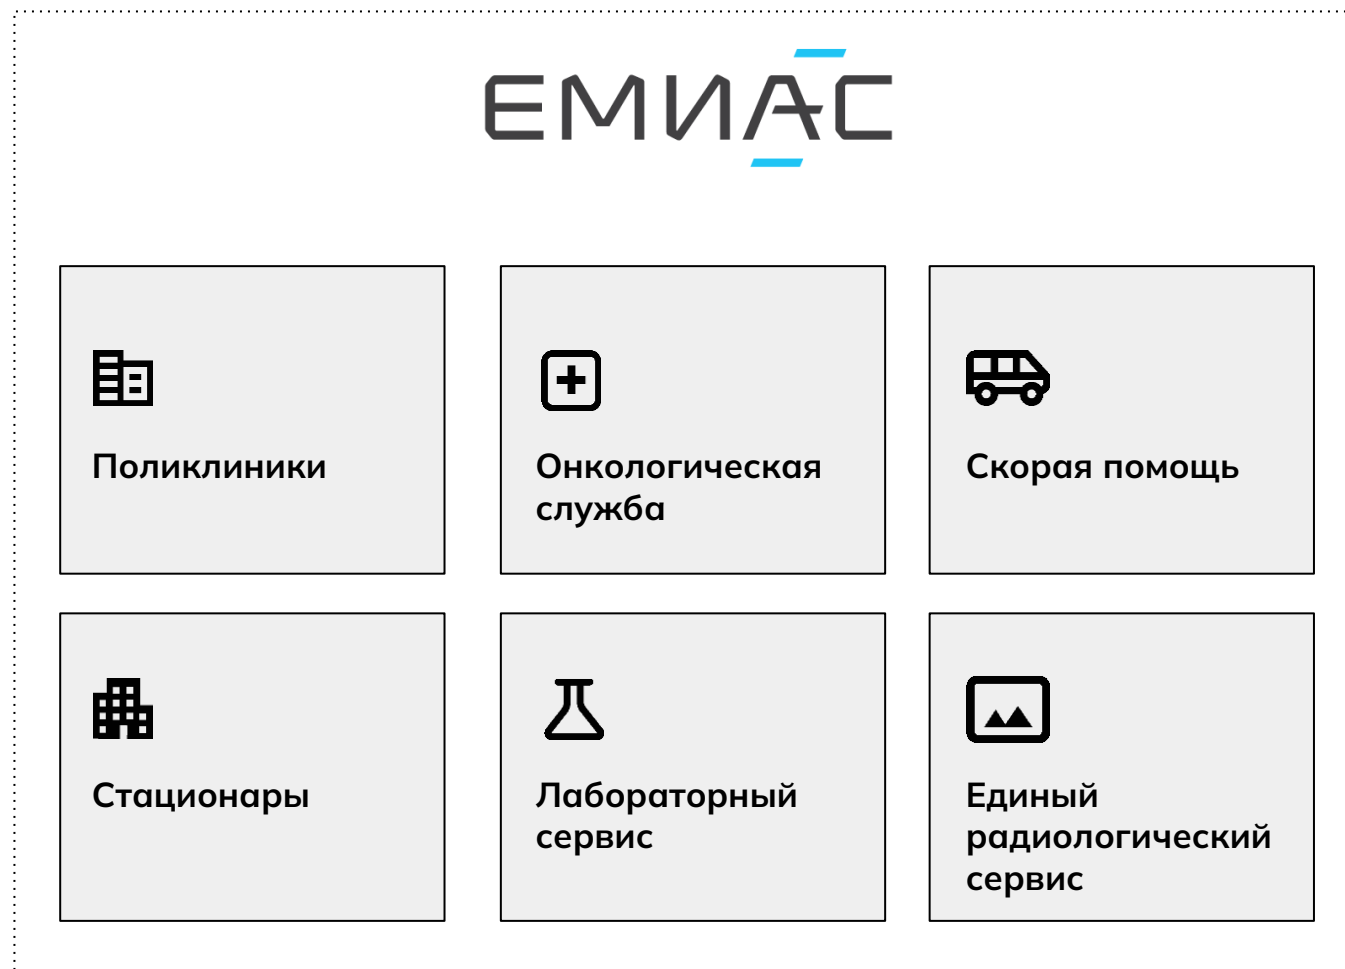 ЕМИАС
Поликлиники
Онкологическая
служба
Скорая помощь
Стационары
Лабораторный
сервис
Единый
радиологический
сервис